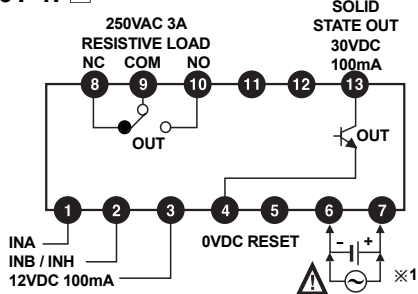 SOLID
250VAC 3A STATE OUT
RESISTIVE LOAD 30VDC
NC COM NO 100mA
8 9 10 11 12 13
OUT OUT
1 2 3 4 5 6 7
INA 0VDC RESET - +
INB / INH
12VDC 100mA ※1